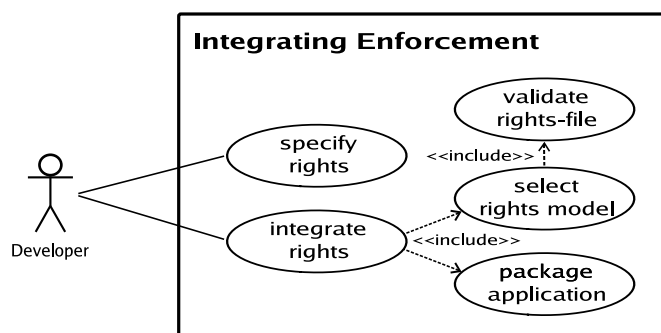 Integrating Enforcement
validate
rights-file
specify
rights
<<include>>
select
rights model
Developer
integrate
rights
<<include>>
package
application